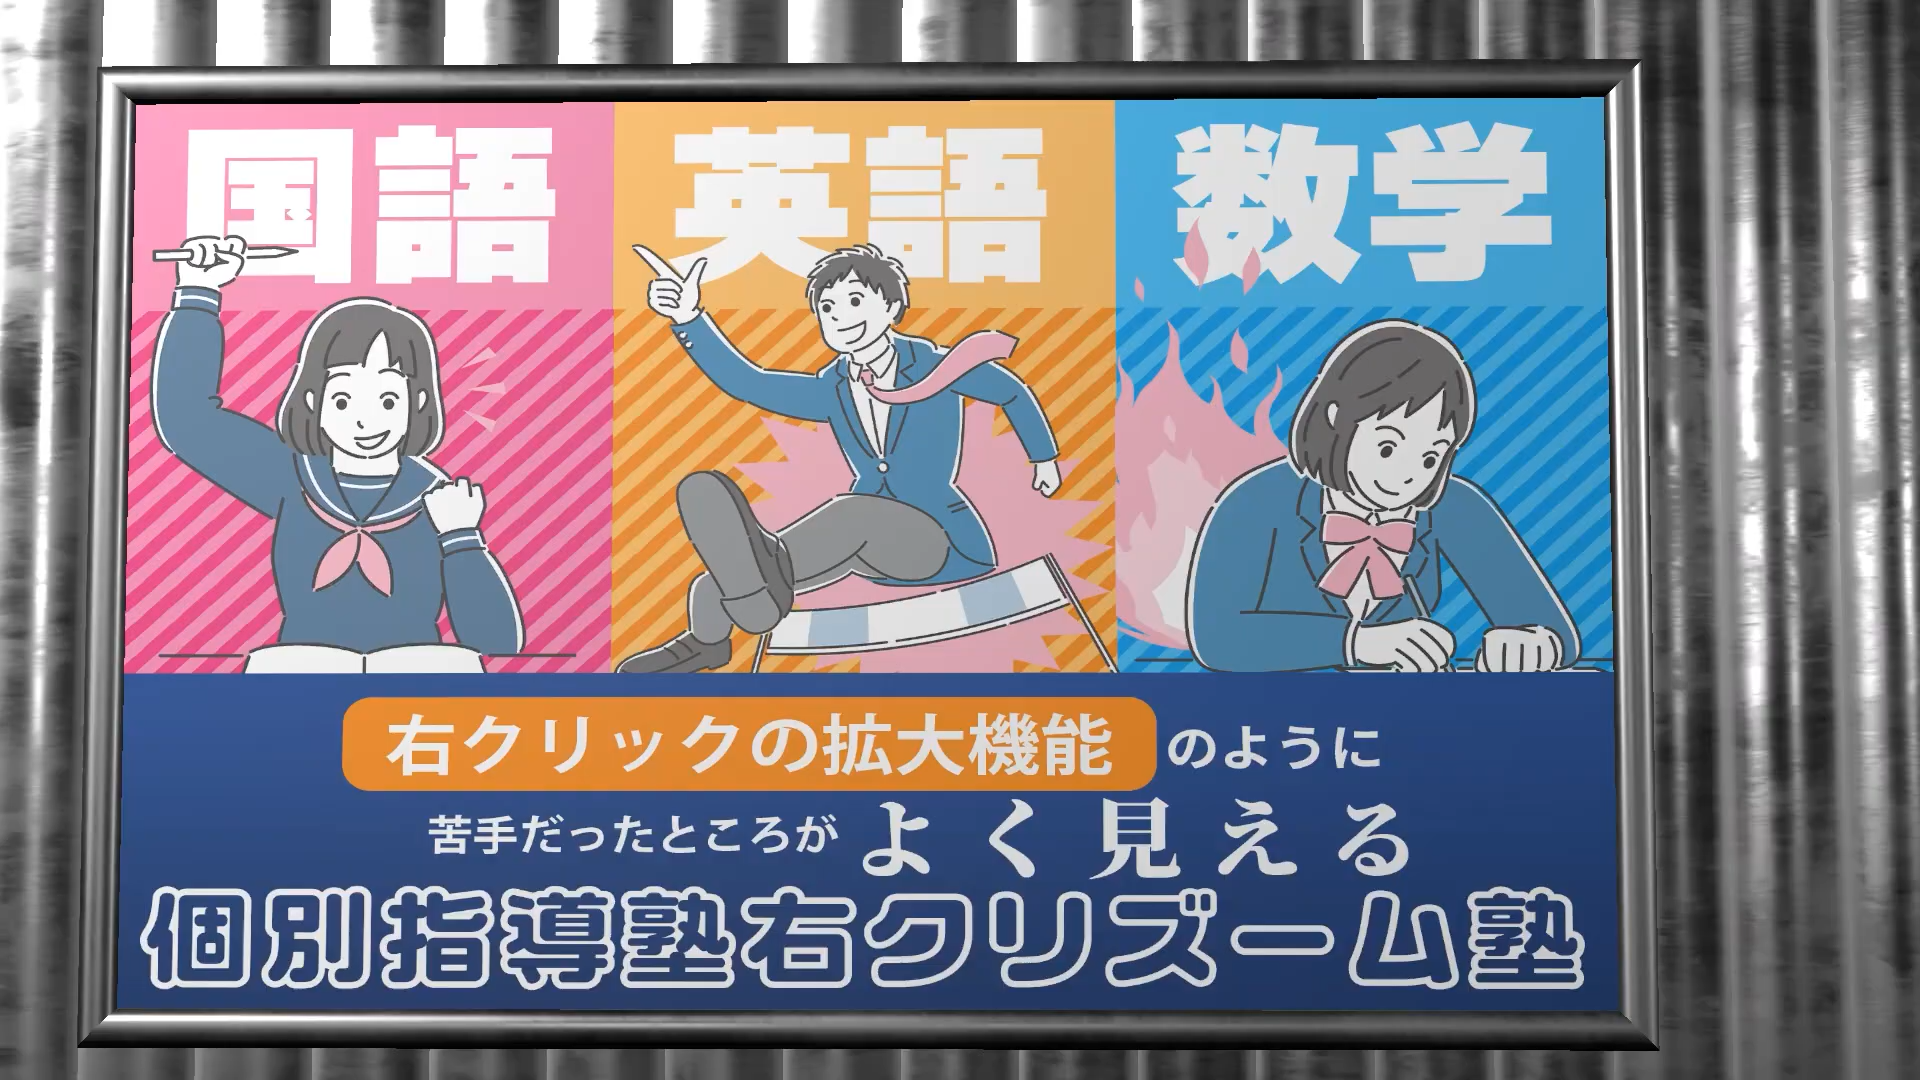 国語
英語
数学
右クリックの拡大機能のように
苦手だったところがよく見える
個別指導塾右クリズーム塾